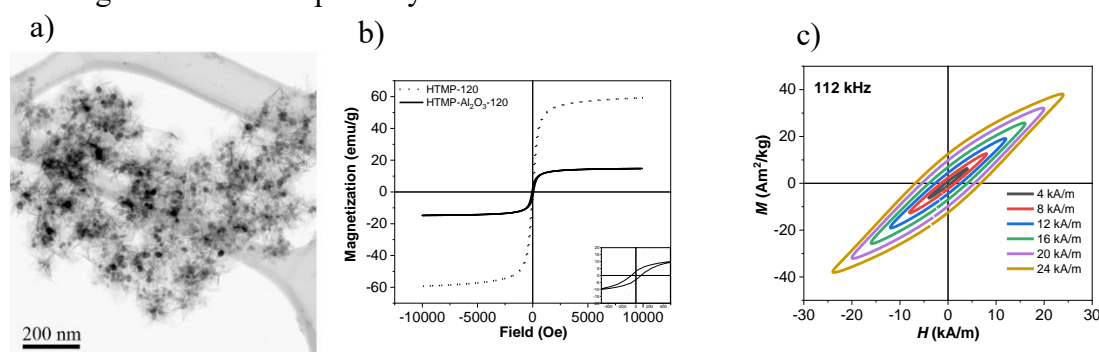 a)
b)
c)
200 nm
HTMP-120
HTMP-Al₂O₃-120
Magnetization (emu/g)
60
40
20
0
-20
-40
-60
-10000
-5000
0
5000
10000
Field (Oe)
112 kHz
M (Am²/kg)
40
20
0
-20
-40
4 kA/m
8 kA/m
12 kA/m
16 kA/m
20 kA/m
24 kA/m
-30
-20
-10
0
10
20
30
H (kA/m)